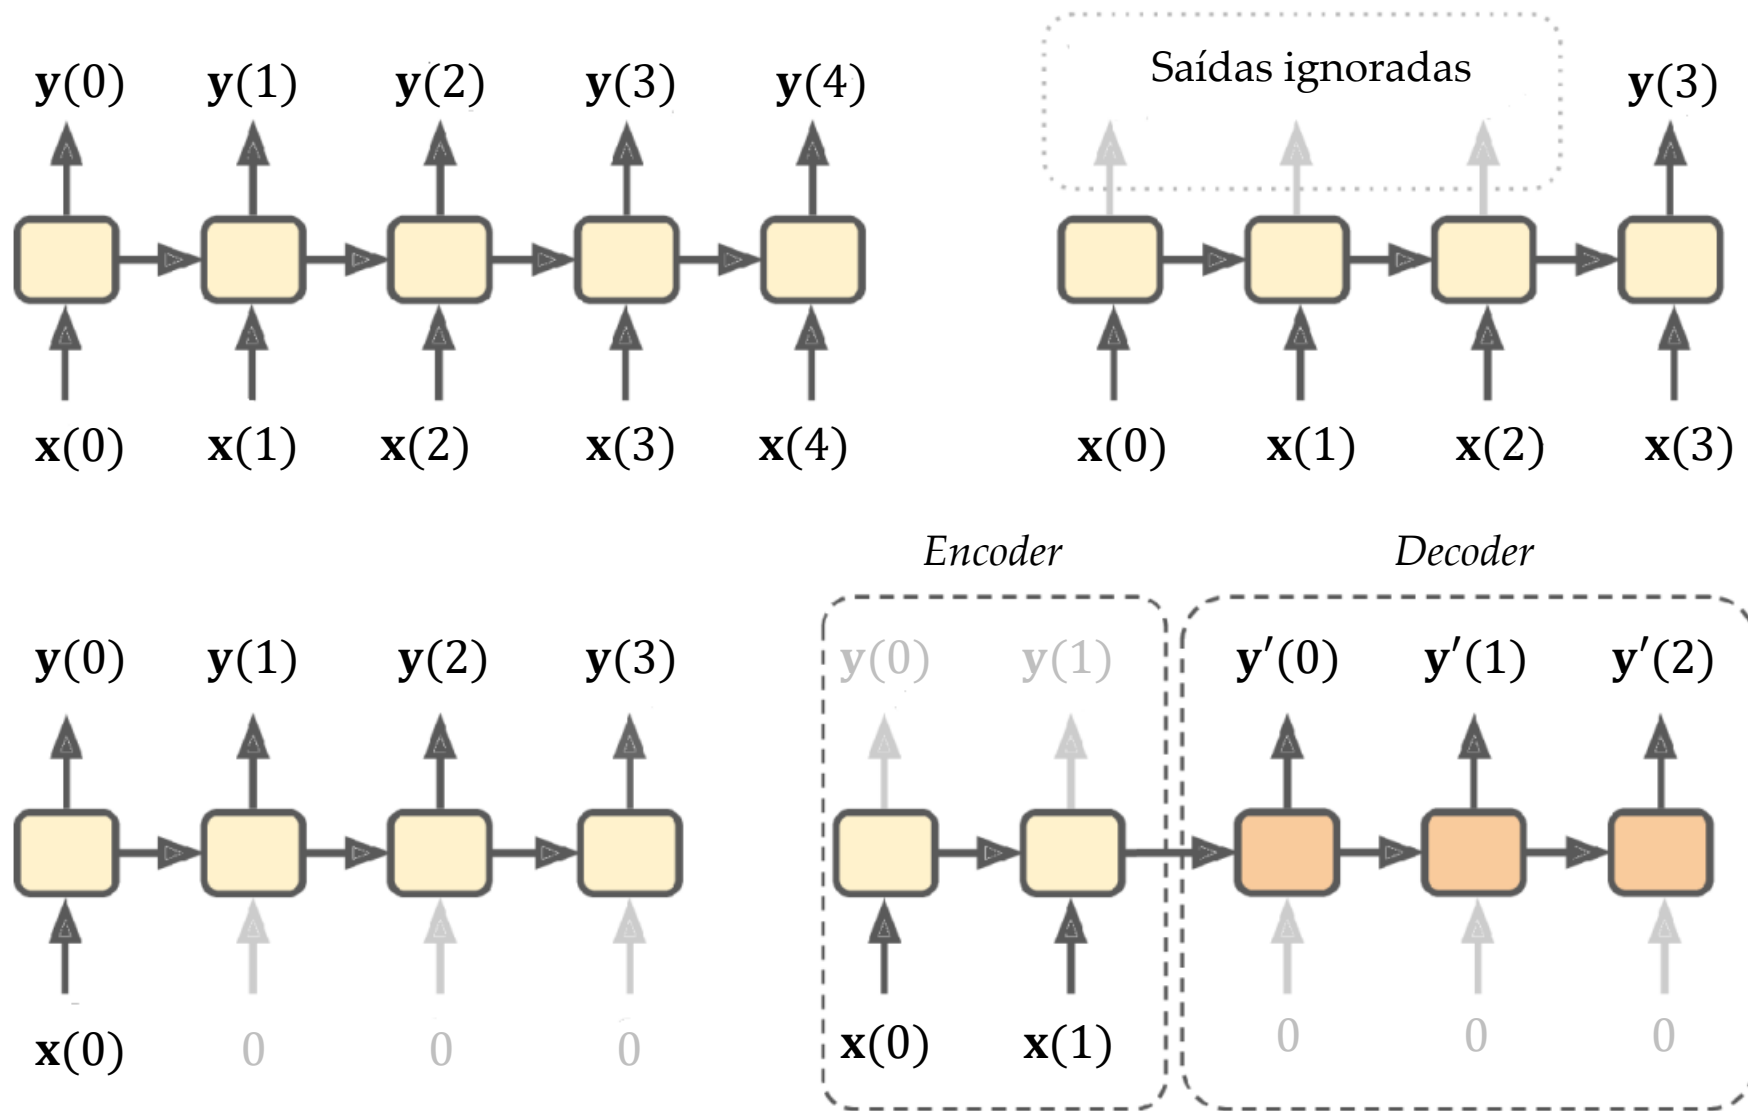 y(0) y(1) y(2) y(3) y(4)
x(0) x(1) x(2) x(3) x(4)
Saídas ignoradas
y(3)
x(0) x(1) x(2) x(3)
y(0) y(1) y(2) y(3)
x(0) 0 0 0
Encoder
y(0) y(1)
x(0) x(1)
Decoder
y′(0) y′(1) y′(2)
0 0 0